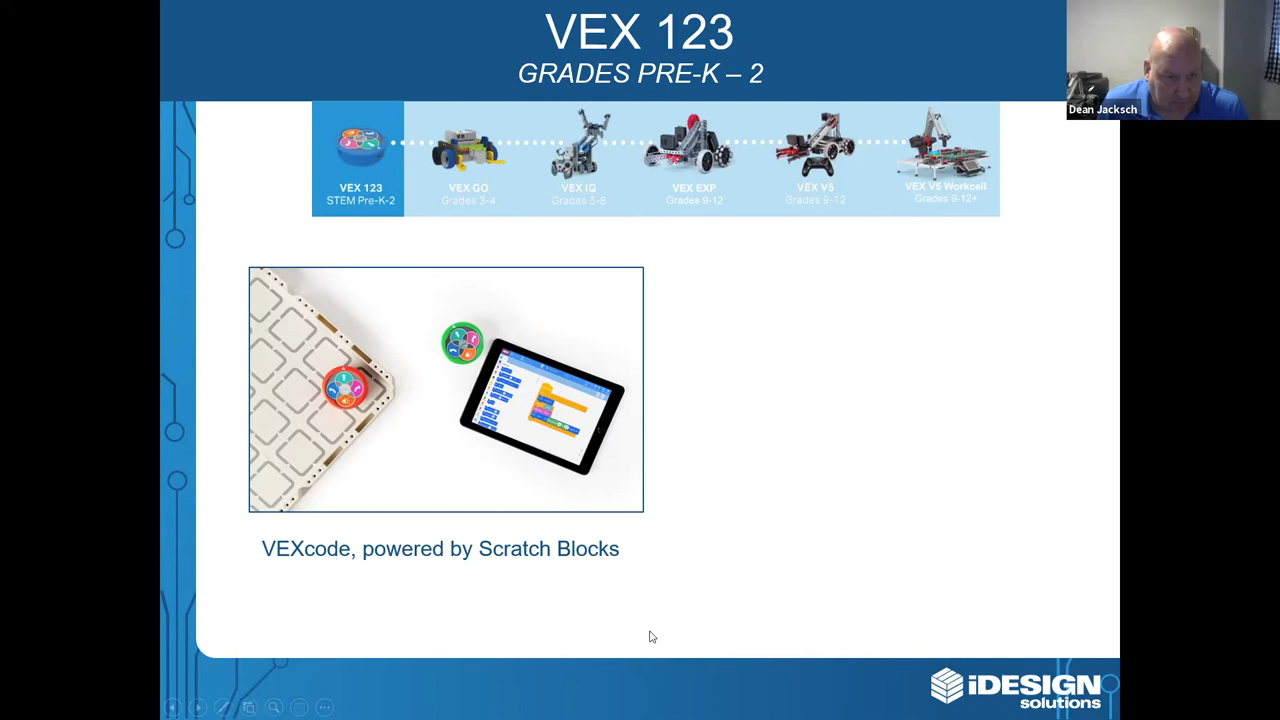 VEX 123
GRADES PRE-K – 2
Dean Jacksch
VEX 123
STEM Pre-K-2
VEX GO
Grades 3-4
VEX IQ
Grades 5-8
VEX EXP
Grades 9-12
VEX V5
Grades 9-12
VEX V5 Workcell
Grades 9-12+
VEXcode, powered by Scratch Blocks
iDESIGN
solutions